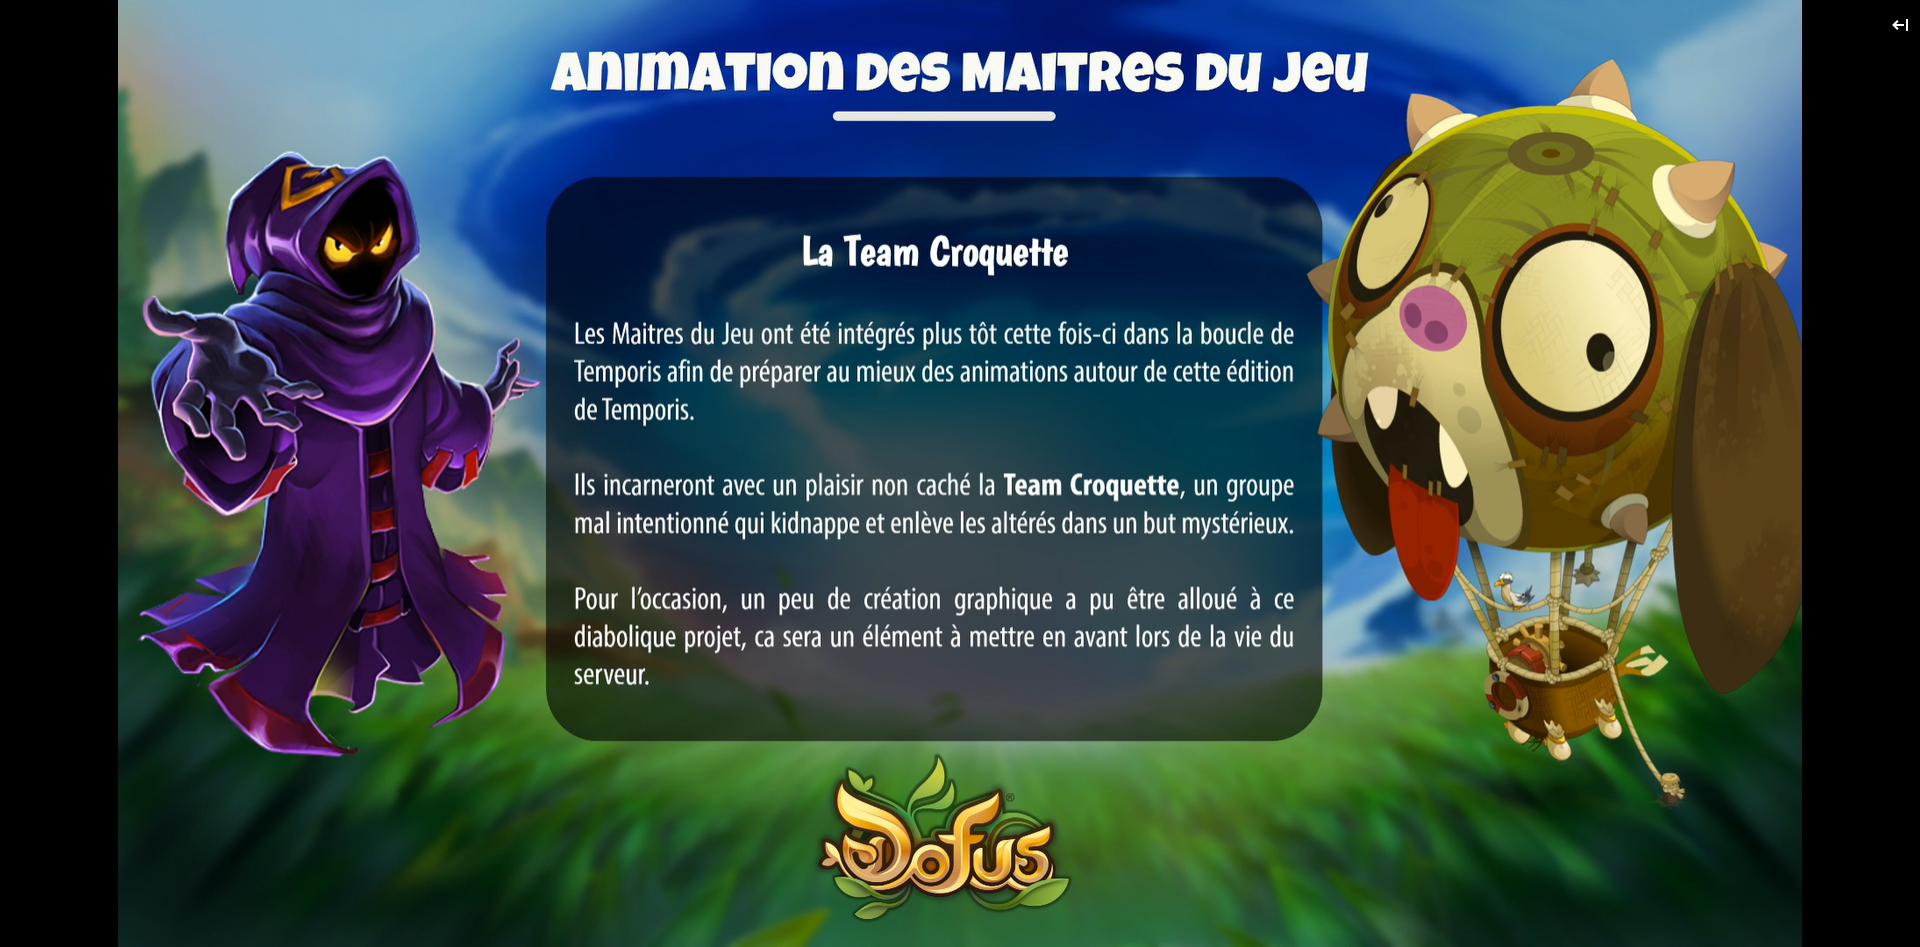 Animation des Maitres du Jeu
La Team Croquette
Les Maitres du Jeu ont été intégrés plus tôt cette fois-ci dans la boucle de
Temporis afin de préparer au mieux des animations autour de cette édition
de Temporis.
Ils incarneront avec un plaisir non caché la Team Croquette, un groupe
mal intentionné qui kidnappe et enlève les altérés dans un but mystérieux.
Pour l’occasion, un peu de création graphique a pu être alloué à ce
diabolique projet, ca sera un élément à mettre en avant lors de la vie du
serveur.
Dofus®